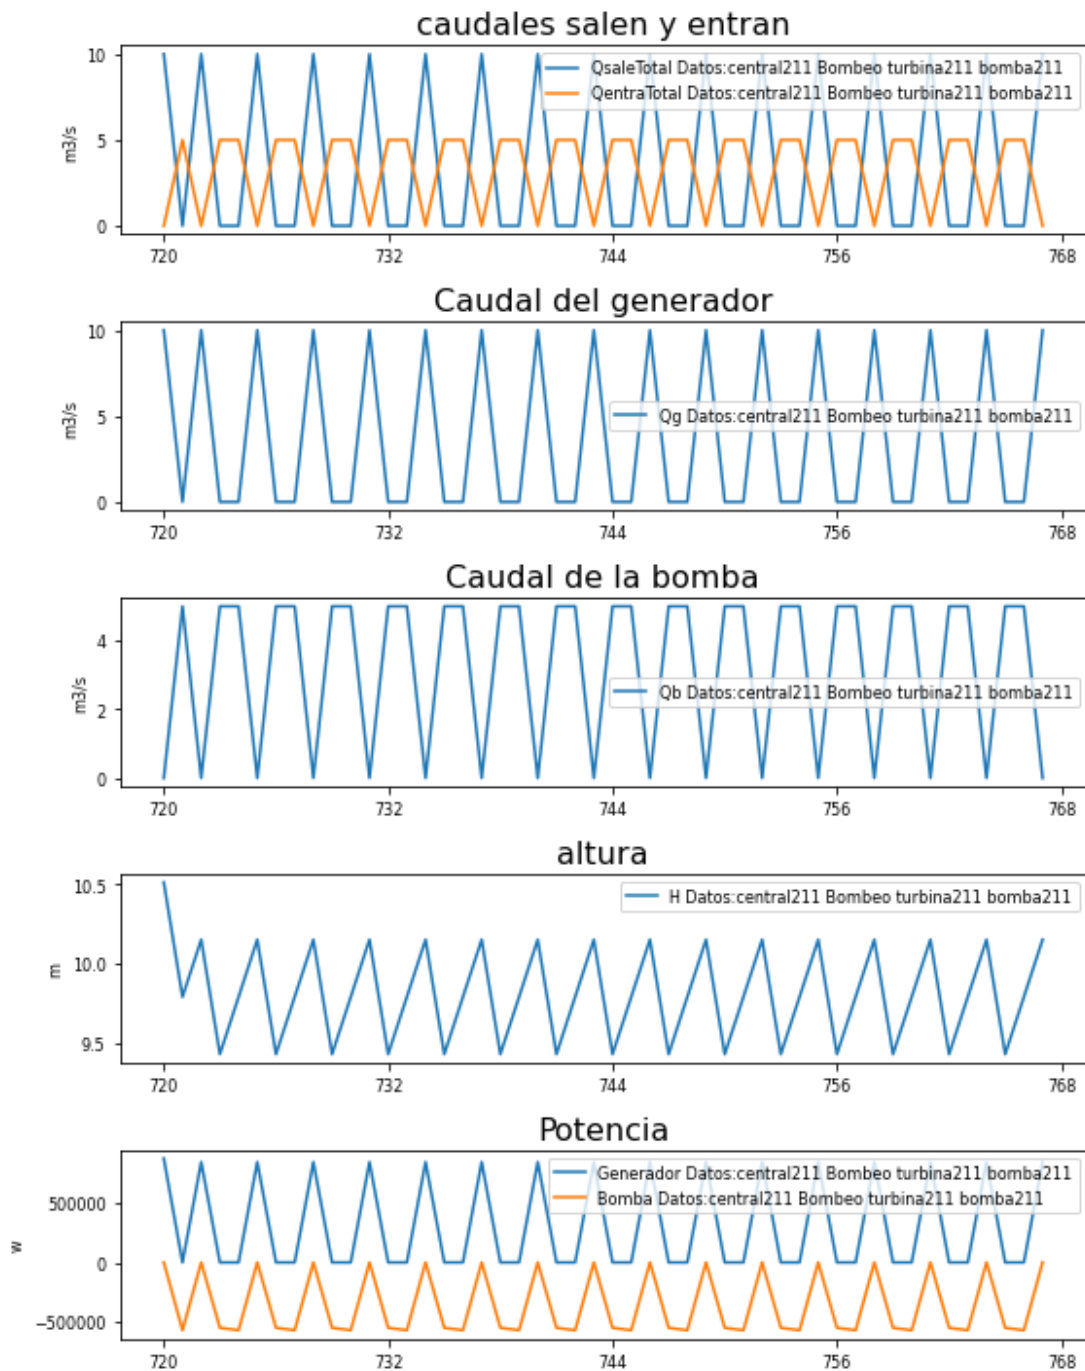 caudales salen y entran
10
5
0
m3/s
QsaleTotal Datos:central211 Bombeo turbina211 bomba211
QentraTotal Datos:central211 Bombeo turbina211 bomba211
720 732 744 756 768
Caudal del generador
10
5
0
m3/s
Qg Datos:central211 Bombeo turbina211 bomba211
720 732 744 756 768
Caudal de la bomba
4
2
0
m3/s
Qb Datos:central211 Bombeo turbina211 bomba211
720 732 744 756 768
altura
10.5
10.0
9.5
m
H Datos:central211 Bombeo turbina211 bomba211
720 732 744 756 768
Potencia
500000
0
−500000
w
Generador Datos:central211 Bombeo turbina211 bomba211
Bomba Datos:central211 Bombeo turbina211 bomba211
720 732 744 756 768